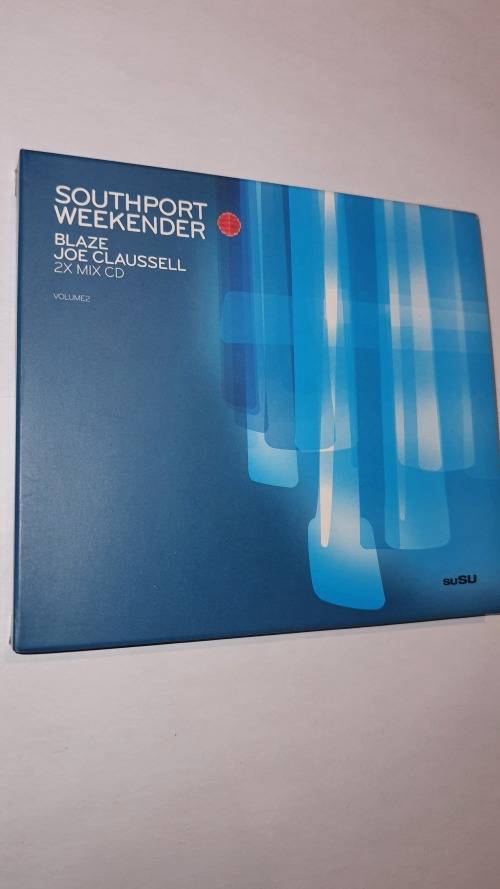 SOUTHPORT
WEEKENDER
BLAZE
JOE CLAUSSELL
2X MIX CD
VOLUME2
suSU